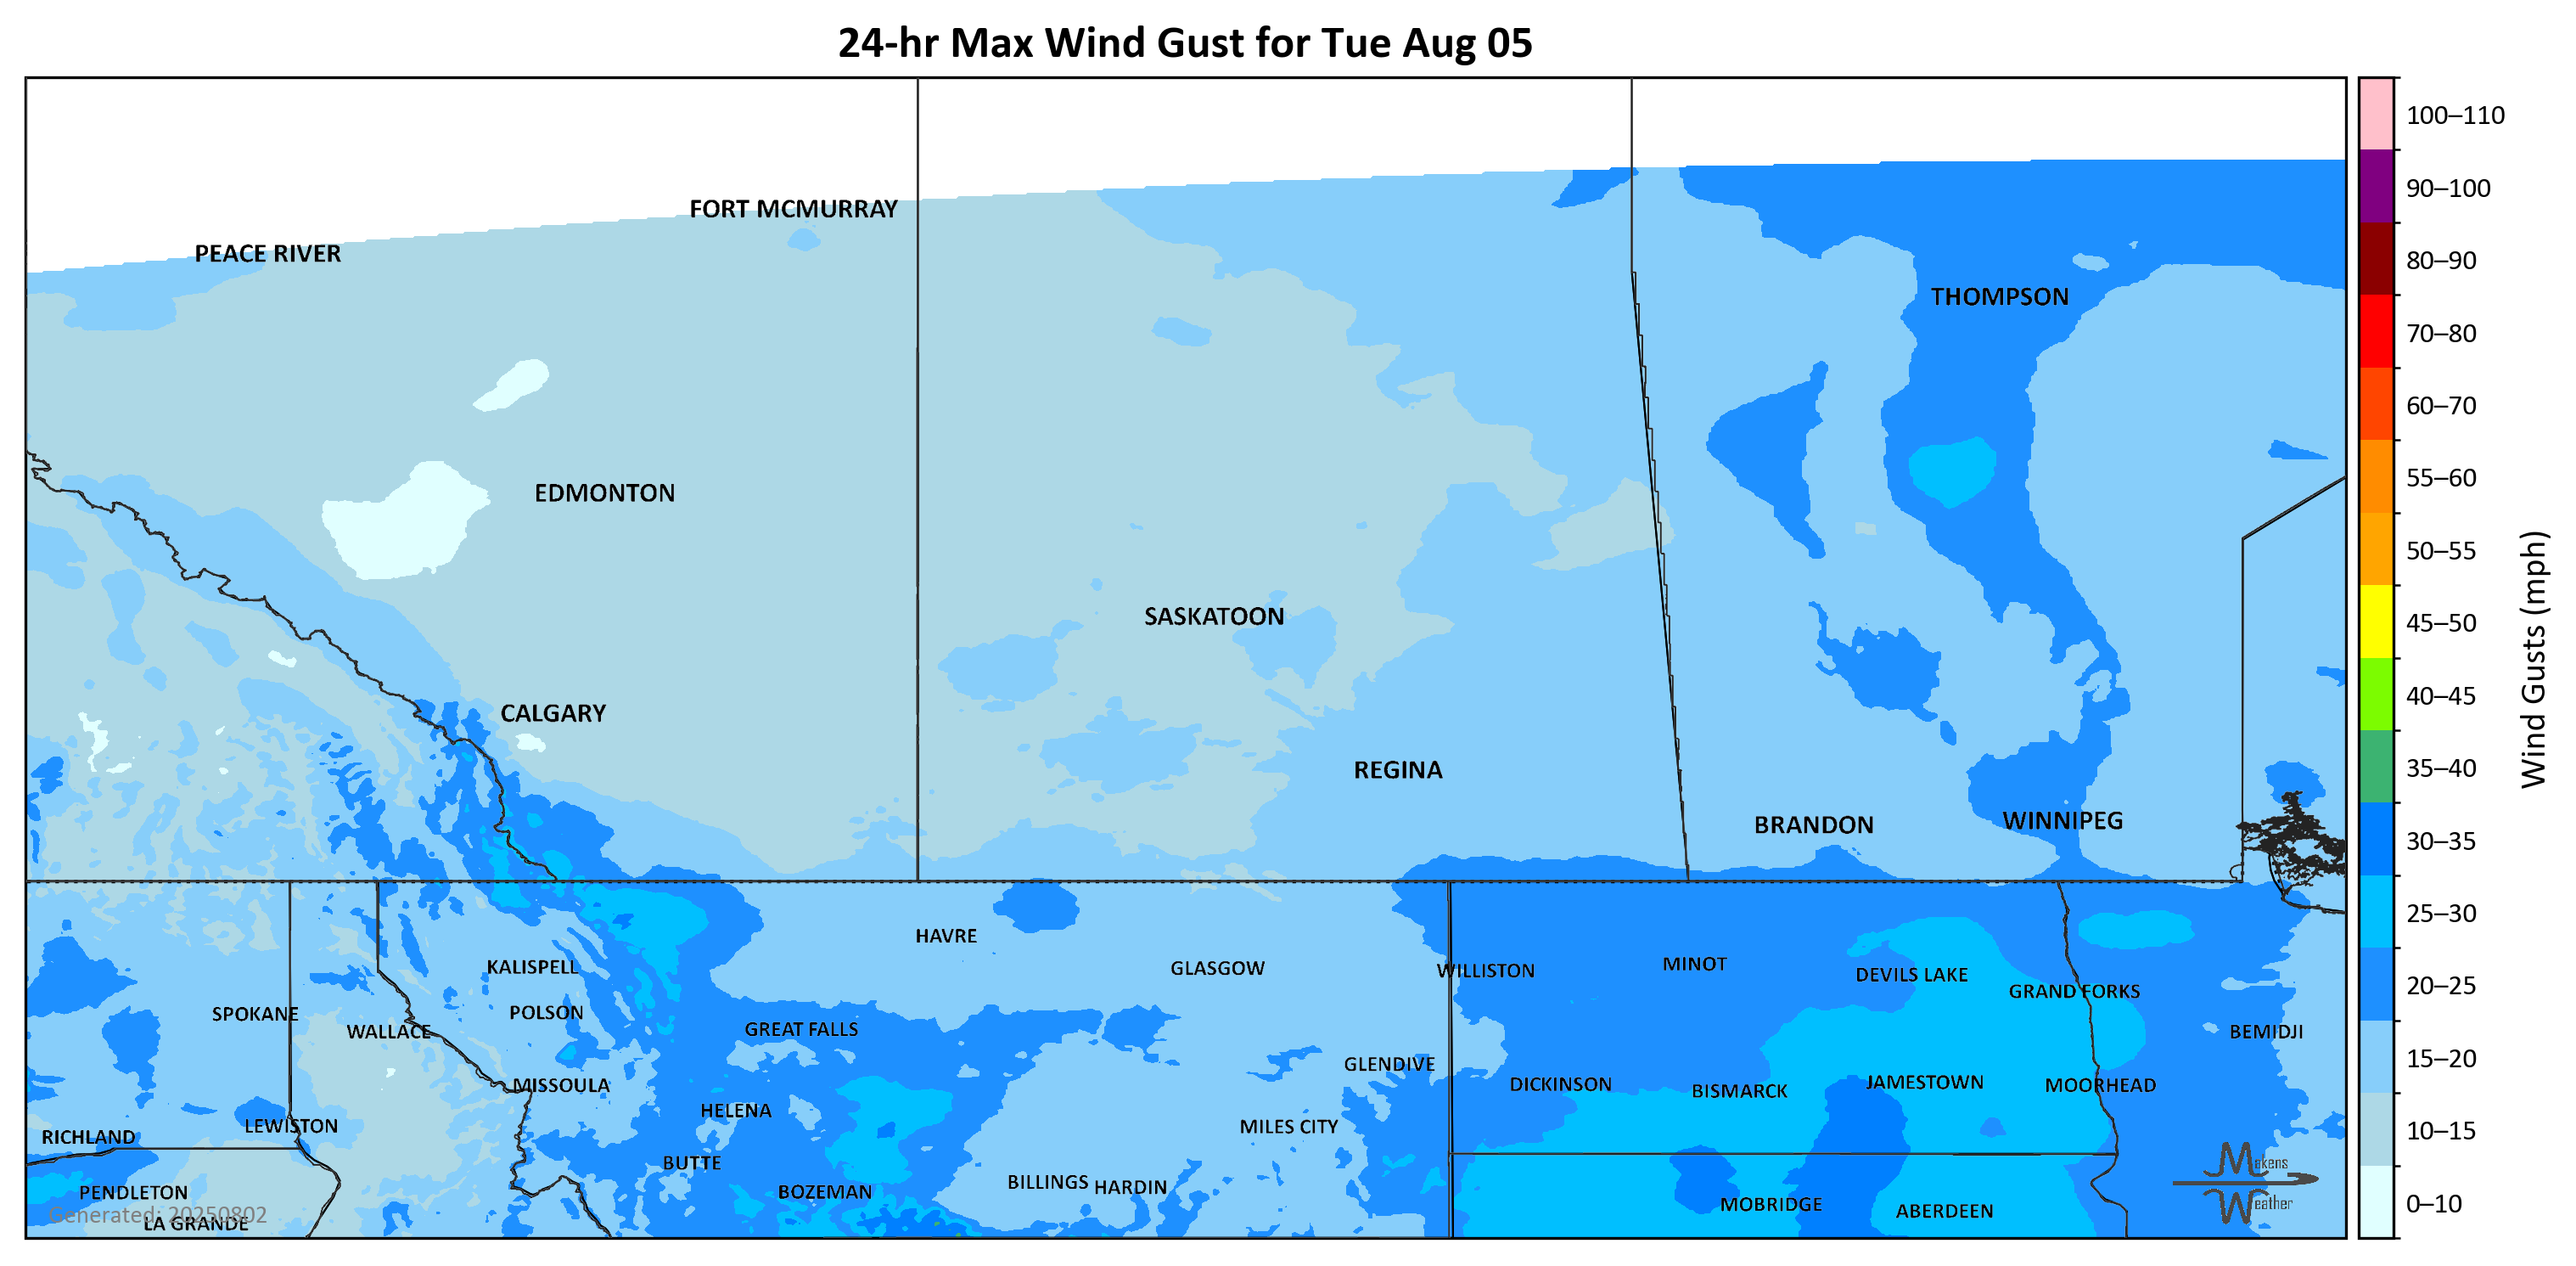 24-hr Max Wind Gust for Tue Aug 05
100–110
90–100
80–90
70–80
60–70
55–60
50–55
45–50
40–45
35–40
30–35
25–30
20–25
15–20
10–15
0–10
Wind Gusts (mph)
FORT MCMURRAY
PEACE RIVER
THOMPSON
EDMONTON
SASKATOON
CALGARY
REGINA
WINNIPEG
BRANDON
HAVRE
MINOT
KALISPELL
GLASGOW
WILLISTON
DEVILS LAKE
GRAND FORKS
POLSON
SPOKANE
GREAT FALLS
WALLACE
BEMIDJI
GLENDIVE
JAMESTOWN
DICKINSON
MISSOULA
MOORHEAD
BISMARCK
HELENA
LEWISTON
MILES CITY
RICHLAND
BUTTE
Makens
BILLINGS
HARDIN
BOZEMAN
PENDLETON
Weather
MOBRIDGE
ABERDEEN
Generated: 20250802
LA GRANDE